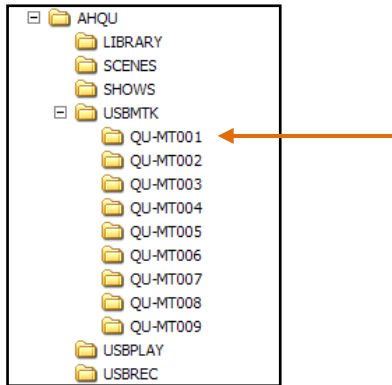 AHQU
LIBRARY
SCENES
SHOWS
USBMTK
QU-MT001
QU-MT002
QU-MT003
QU-MT004
QU-MT005
QU-MT006
QU-MT007
QU-MT008
QU-MT009
USBPLAY
USBREC